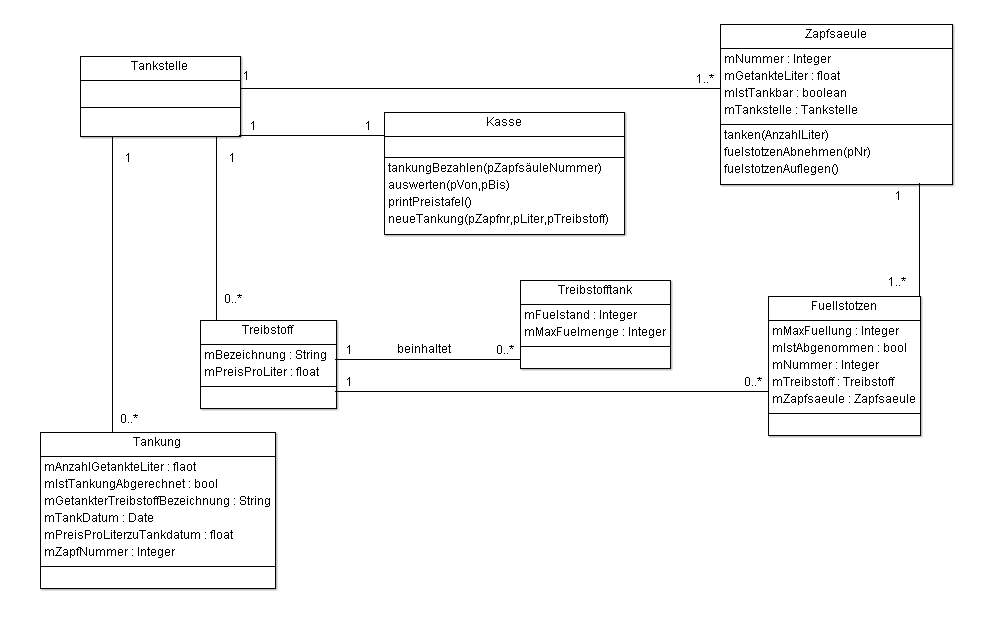 Zapfsaeule
mNummer : Integer
mGetankteLiter : float
mIstTankbar : boolean
mTankstelle : Tankstelle
tanken(AnzahlLiter)
fuelstotzenAbnehmen(pNr)
fuelstotzenAuflegen()
Tankstelle
1
1..*
1
1
Kasse
tankungBezahlen(pZapfsäuleNummer)
auswerten(pVon,pBis)
printPreistafel()
neueTankung(pZapfnr,pLiter,pTreibstoff)
1
1
1
1..*
0..*
Treibstofftank
mFuelstand : Integer
mMaxFuelmenge : Integer
Fuellstotzen
mMaxFuellung : Integer
mIstAbgenommen : bool
mNummer : Integer
mTreibstoff : Treibstoff
mZapfsaeule : Zapfsaeule
Treibstoff
mBezeichnung : String
mPreisProLiter : float
1
beinhaltet
0..*
1
0..*
0..*
Tankung
mAnzahlGetankteLiter : flaot
mIstTankungAbgerechnet : bool
mGetankterTreibstoffBezeichnung : String
mTankDatum : Date
mPreisProLiterzuTankdatum : float
mZapfNummer : Integer